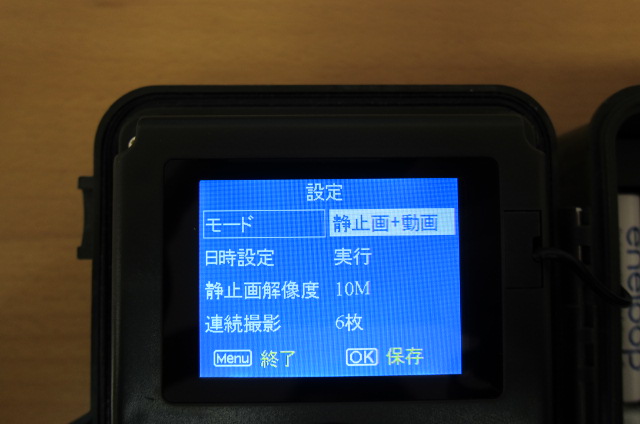 設定
モード 静止画+動画
日時設定 実行
静止画解像度 10M
連続撮影 6枚
Menu 終了 OK 保存
eneloop